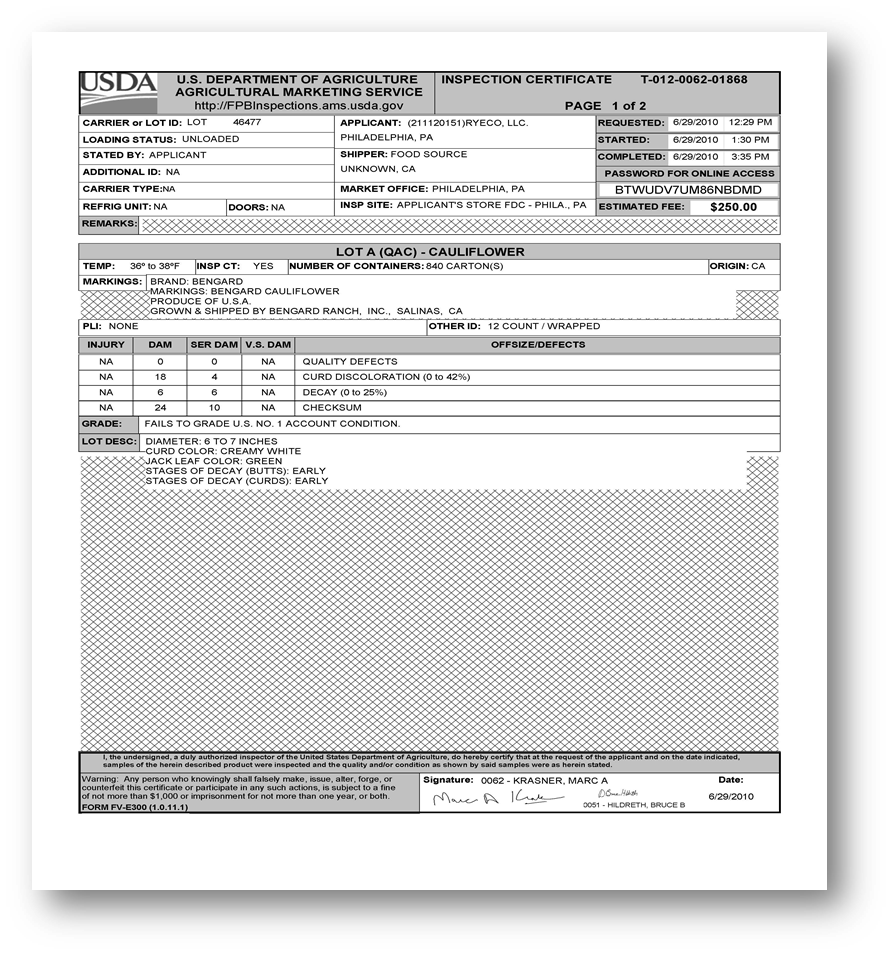 USDA
U.S. DEPARTMENT OF AGRICULTURE
AGRICULTURAL MARKETING SERVICE
http://FPBInspections.ams.usda.gov
INSPECTION CERTIFICATE T-012-0062-01868
PAGE 1 of 2
CARRIER or LOT ID: LOT 46477
LOADING STATUS: UNLOADED
STATED BY: APPLICANT
ADDITIONAL ID: NA
CARRIER TYPE:NA
REFRIG UNIT: NA DOORS: NA
APPLICANT: (211120151)RYECO, LLC.
PHILADELPHIA, PA
SHIPPER: FOOD SOURCE
UNKNOWN, CA
MARKET OFFICE: PHILADELPHIA, PA
INSP SITE: APPLICANT'S STORE FDC - PHILA., PA
REQUESTED: 6/29/2010 12:29 PM
STARTED: 6/29/2010 1:30 PM
COMPLETED: 6/29/2010 3:35 PM
PASSWORD FOR ONLINE ACCESS
BTWUDV7UM86NBDMD
ESTIMATED FEE: $250.00
REMARKS:
LOT A (QAC) - CAULIFLOWER
TEMP: 36° to 38°F INSP CT: YES NUMBER OF CONTAINERS: 840 CARTON(S) ORIGIN: CA
MARKINGS: BRAND: BENGARD
MARKINGS: BENGARD CAULIFLOWER
PRODUCE OF U.S.A.
GROWN & SHIPPED BY BENGARD RANCH, INC., SALINAS, CA
PLI: NONE OTHER ID: 12 COUNT / WRAPPED
INJURY DAM SER DAM V.S. DAM OFFSIZE/DEFECTS
NA 0 0 NA QUALITY DEFECTS
NA 18 4 NA CURD DISCOLORATION (0 to 42%)
NA 6 6 NA DECAY (0 to 25%)
NA 24 10 NA CHECKSUM
GRADE: FAILS TO GRADE U.S. NO. 1 ACCOUNT CONDITION.
LOT DESC: DIAMETER: 6 TO 7 INCHES
CURD COLOR: CREAMY WHITE
JACK LEAF COLOR: GREEN
STAGES OF DECAY (BUTTS): EARLY
STAGES OF DECAY (CURDS): EARLY
I, the undersigned, a duly authorized inspector of the United States Department of Agriculture, do hereby certify that at the request of the applicant and on the date indicated,
samples of the herein described product were inspected and the quality and/or condition as shown by said samples were as herein stated.
Warning: Any person who knowingly shall falsely make, issue, alter, forge, or
counterfeit this certificate or participate in any such actions, is subject to a fine
of not more than $1,000 or imprisonment for not more than one year, or both.
FORM FV-E300 (1.0.11.1)
Signature: 0062 - KRASNER, MARC A
Marc A Krasner
0051 - HILDRETH, BRUCE B
Date:
6/29/2010